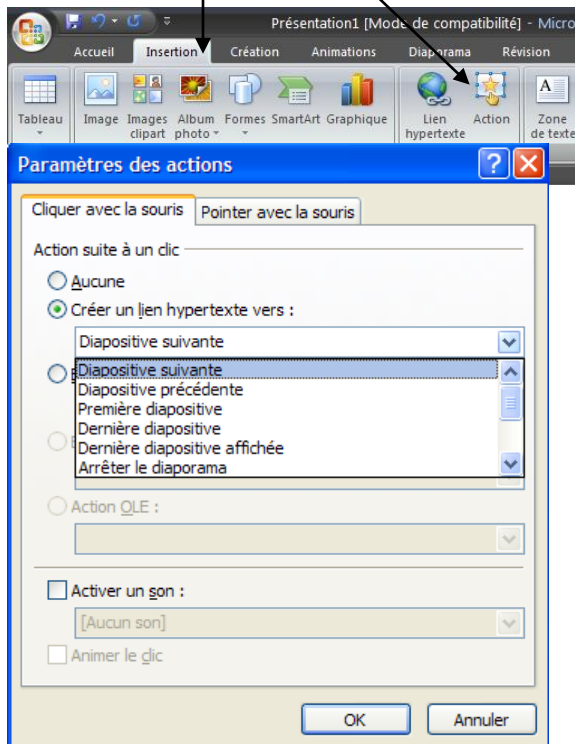 Présentation1 [Mode de compatibilité] - Micro
Accueil Insertion Création Animations Diaporama Révision
Tableau Image Images clipart Album photo Formes SmartArt Graphique Lien hypertexte Action A Zone de texte
Paramètres des actions
Cliquer avec la souris Pointer avec la souris
Action suite à un clic
Aucune
Créer un lien hypertexte vers :
Diapositive suivante
Diapositive suivante
Diapositive précédente
Première diapositive
Dernière diapositive
Dernière diapositive affichée
Arrêter le diaporama
Action OLE :
Activer un son :
[Aucun son]
Animer le clic
OK Annuler